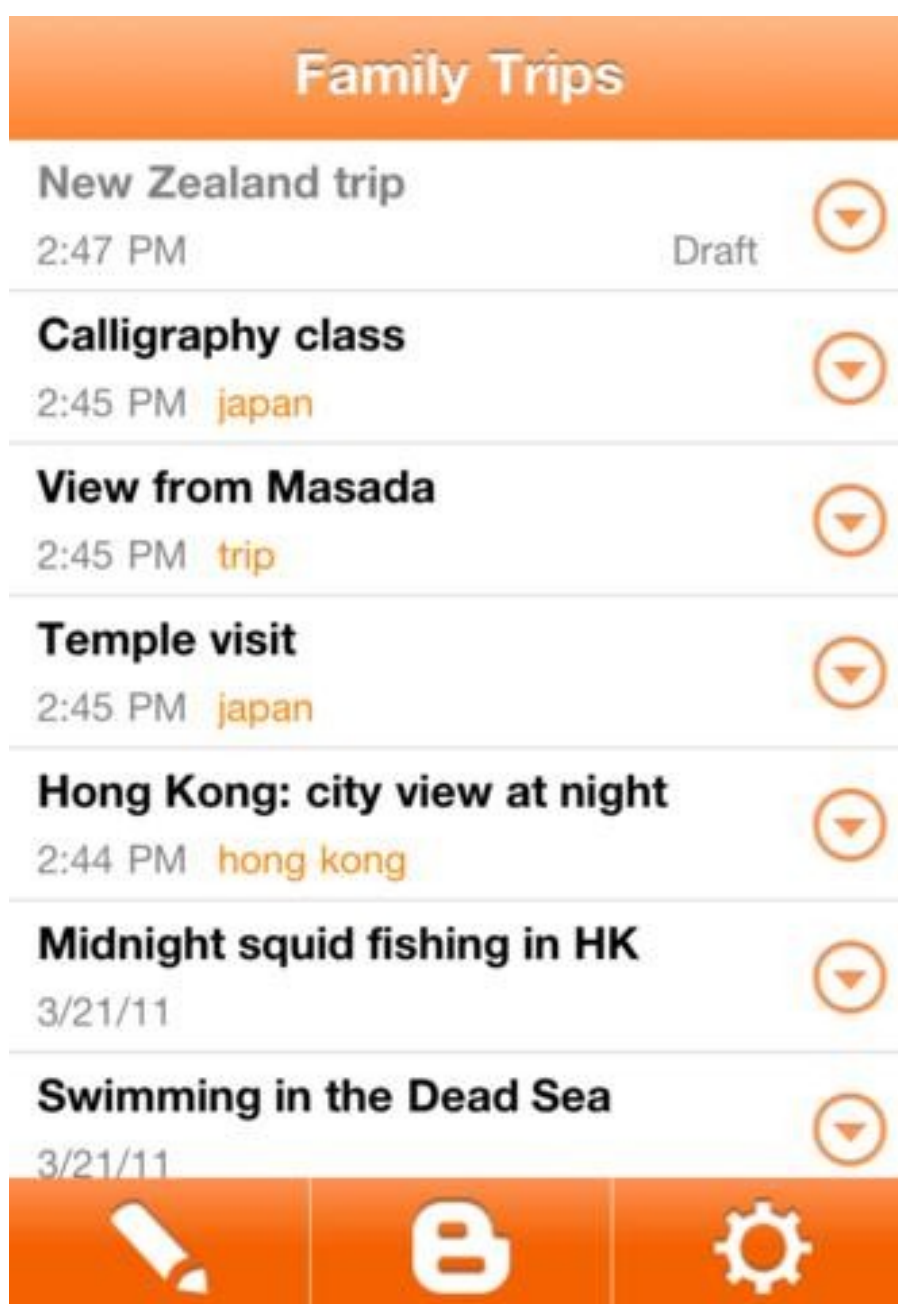 Family Trips
New Zealand trip
2:47 PM Draft
Calligraphy class
2:45 PM japan
View from Masada
2:45 PM trip
Temple visit
2:45 PM japan
Hong Kong: city view at night
2:44 PM hong kong
Midnight squid fishing in HK
3/21/11
Swimming in the Dead Sea
3/21/11